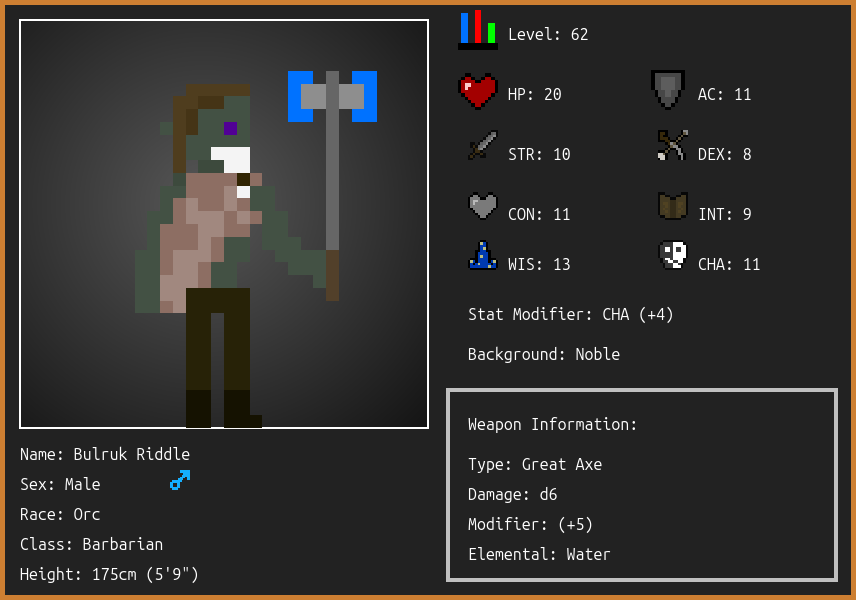 Level: 62
HP: 20
AC: 11
STR: 10
DEX: 8
CON: 11
INT: 9
WIS: 13
CHA: 11
Stat Modifier: CHA (+4)
Background: Noble
Weapon Information:
Type: Great Axe
Damage: d6
Modifier: (+5)
Elemental: Water
Name: Bulruk Riddle
Sex: Male
Race: Orc
Class: Barbarian
Height: 175cm (5'9")